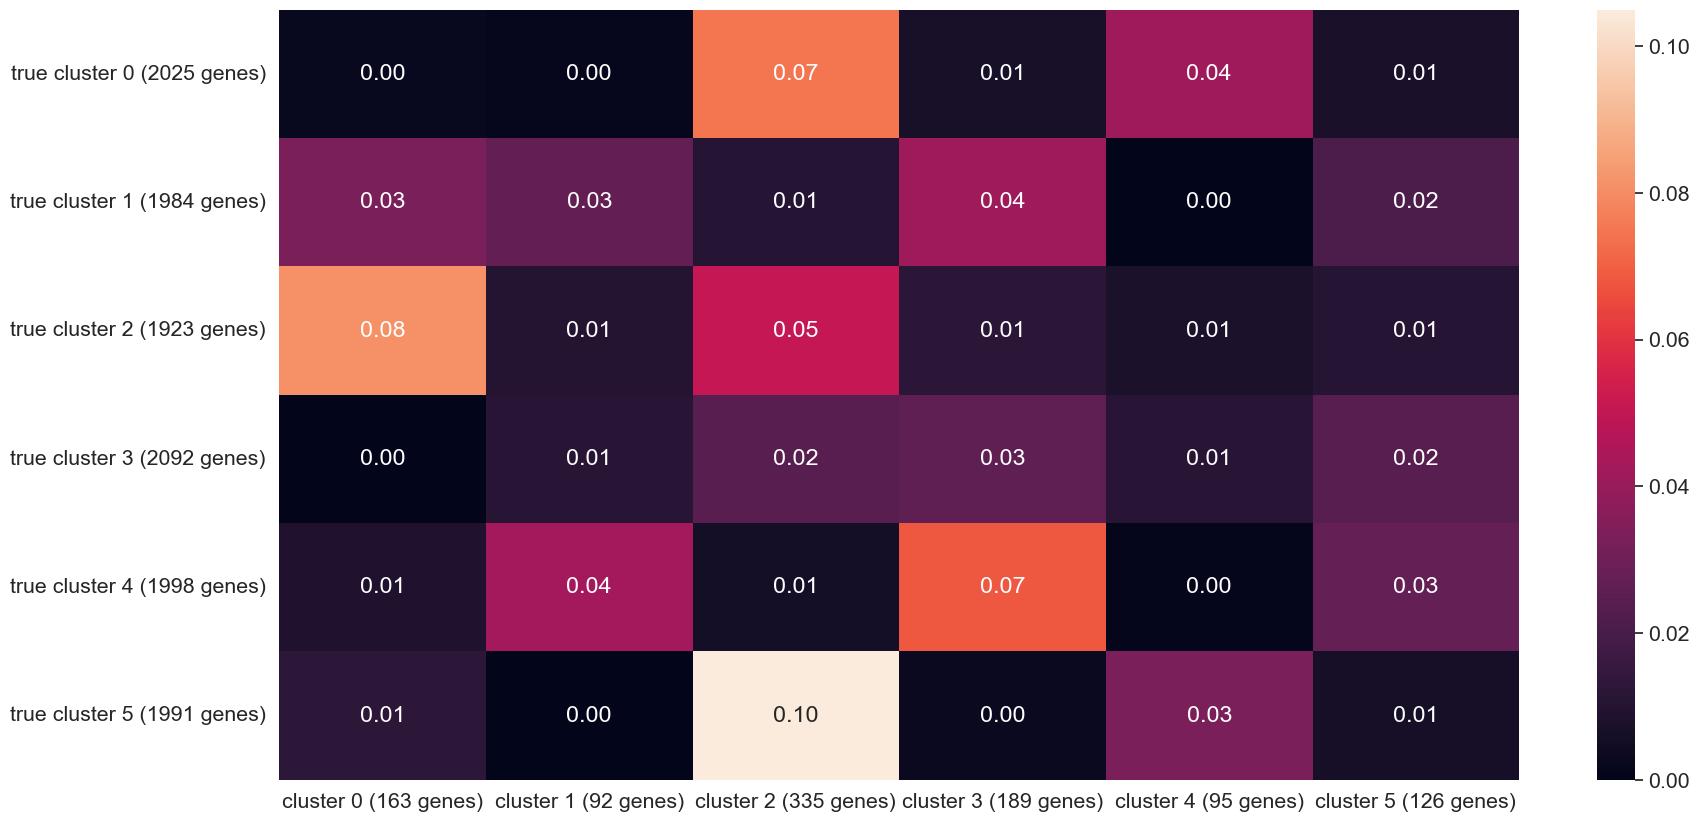 true cluster 0 (2025 genes) 0.00 0.00 0.07 0.01 0.04 0.01
true cluster 1 (1984 genes) 0.03 0.03 0.01 0.04 0.00 0.02
true cluster 2 (1923 genes) 0.08 0.01 0.05 0.01 0.01 0.01
true cluster 3 (2092 genes) 0.00 0.01 0.02 0.03 0.01 0.02
true cluster 4 (1998 genes) 0.01 0.04 0.01 0.07 0.00 0.03
true cluster 5 (1991 genes) 0.01 0.00 0.10 0.00 0.03 0.01
cluster 0 (163 genes) cluster 1 (92 genes) cluster 2 (335 genes) cluster 3 (189 genes) cluster 4 (95 genes) cluster 5 (126 genes)
0.10
0.08
0.06
0.04
0.02
0.00